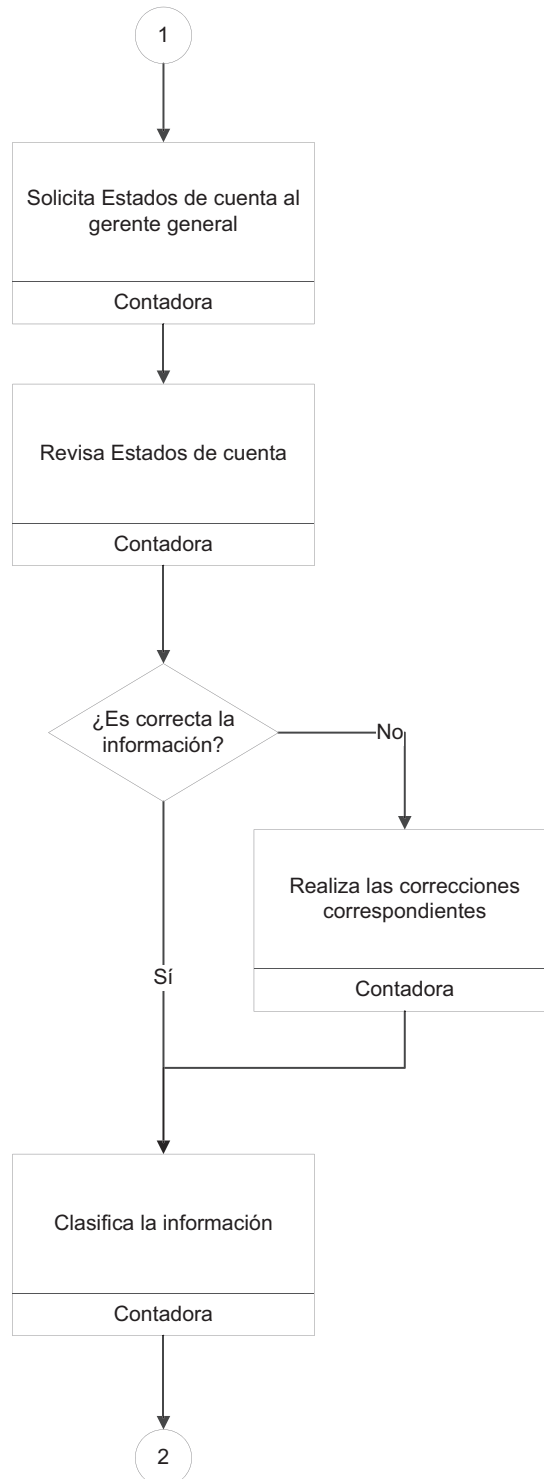 1
Solicita Estados de cuenta al
gerente general
Contadora
Revisa Estados de cuenta
Contadora
¿Es correcta la
información?
No
Realiza las correcciones
correspondientes
Contadora
Sí
Clasifica la información
Contadora
2